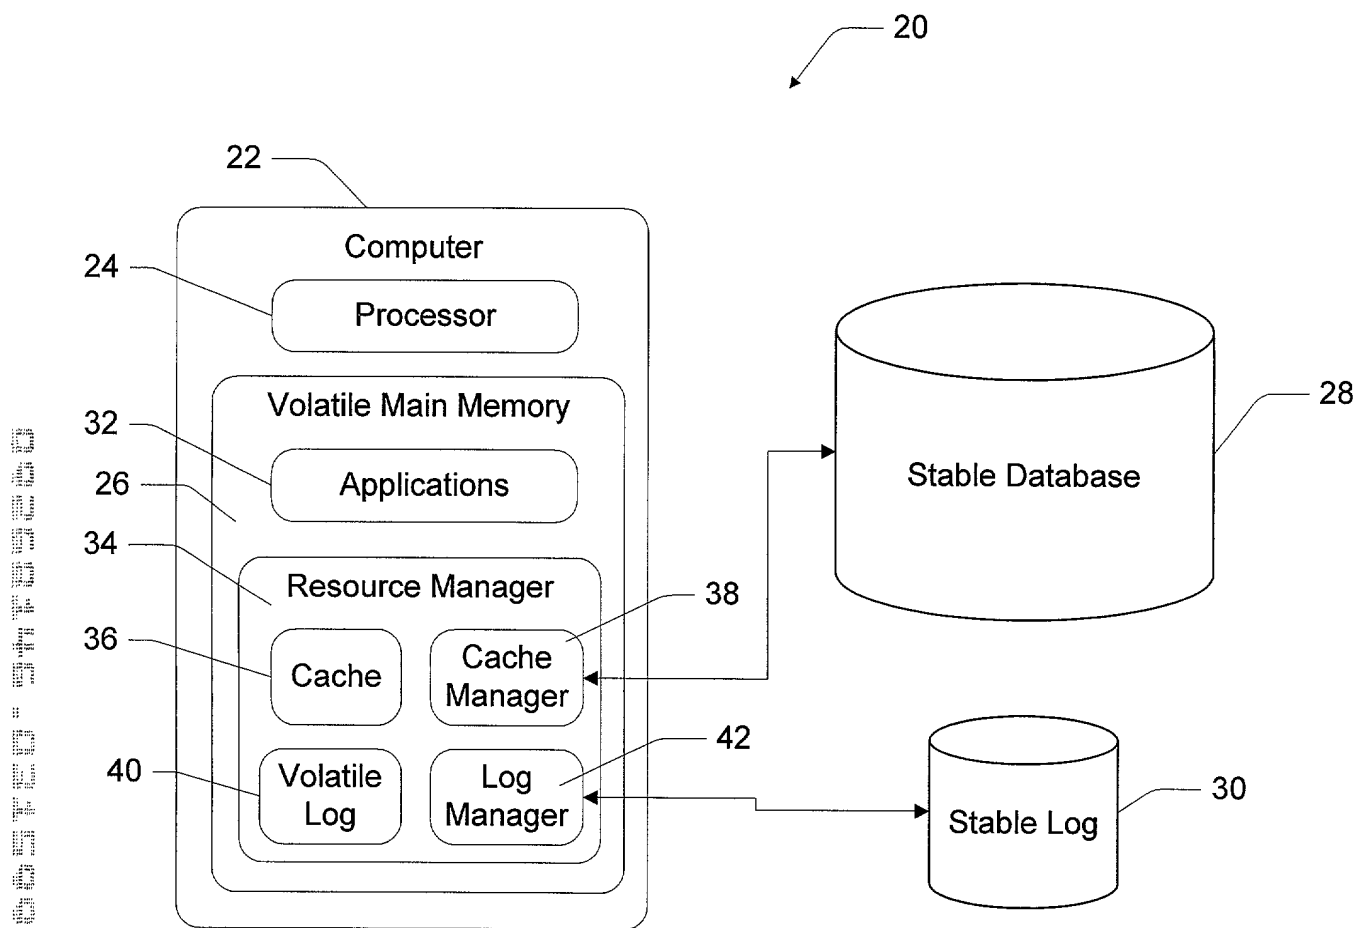 20
22
Computer
24
Processor
Volatile Main Memory
32
Applications
26
28
Stable Database
34
Resource Manager
38
36
Cache
Cache
Manager
42
40
Volatile
Log
Log
Manager
30
Stable Log